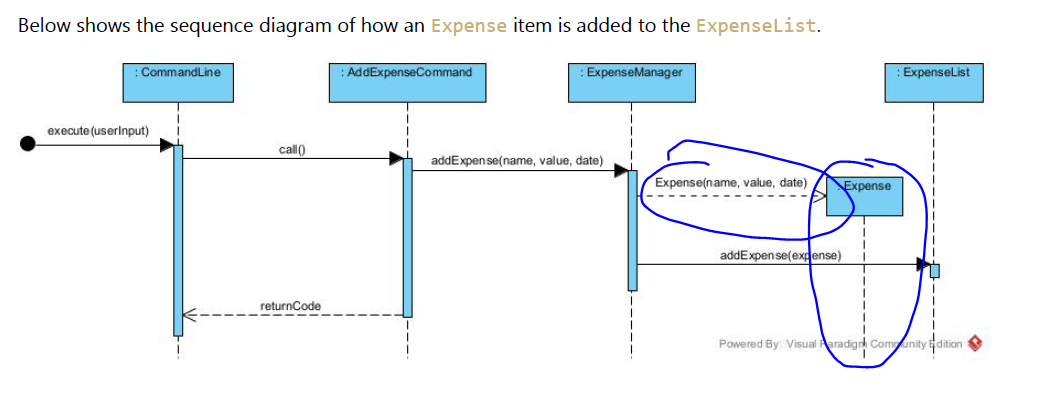 Below shows the sequence diagram of how an Expense item is added to the ExpenseList.
: CommandLine
: AddExpenseCommand
: ExpenseManager
: ExpenseList
execute(userInput)
call()
addExpense(name, value, date)
Expense(name, value, date)
: Expense
addExpense(expense)
returnCode
Powered By Visual Paradigm Community Edition